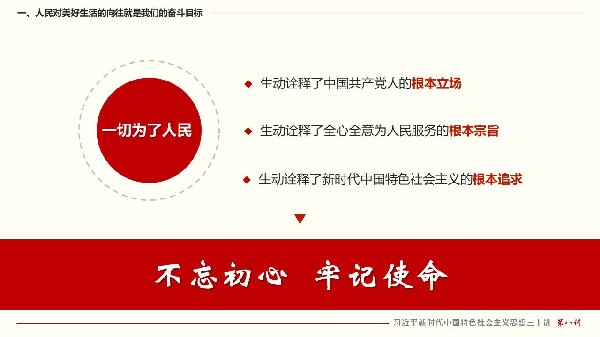 一、人民对美好生活的向往就是我们的奋斗目标
一切为了人民
生动诠释了中国共产党人的根本立场
生动诠释了全心全意为人民服务的根本宗旨
生动诠释了新时代中国特色社会主义的根本追求
不忘初心 牢记使命
习近平新时代中国特色社会主义思想三十讲 第八讲